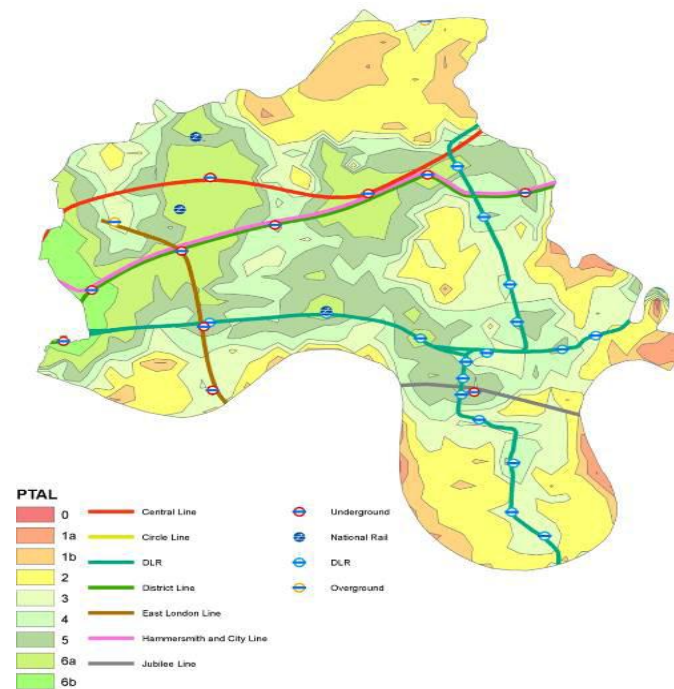 PTAL
0
1a
1b
2
3
4
5
6a
6b
Central Line
Circle Line
DLR
District Line
East London Line
Hammersmith and City Line
Jubilee Line
Underground
National Rail
DLR
Overground